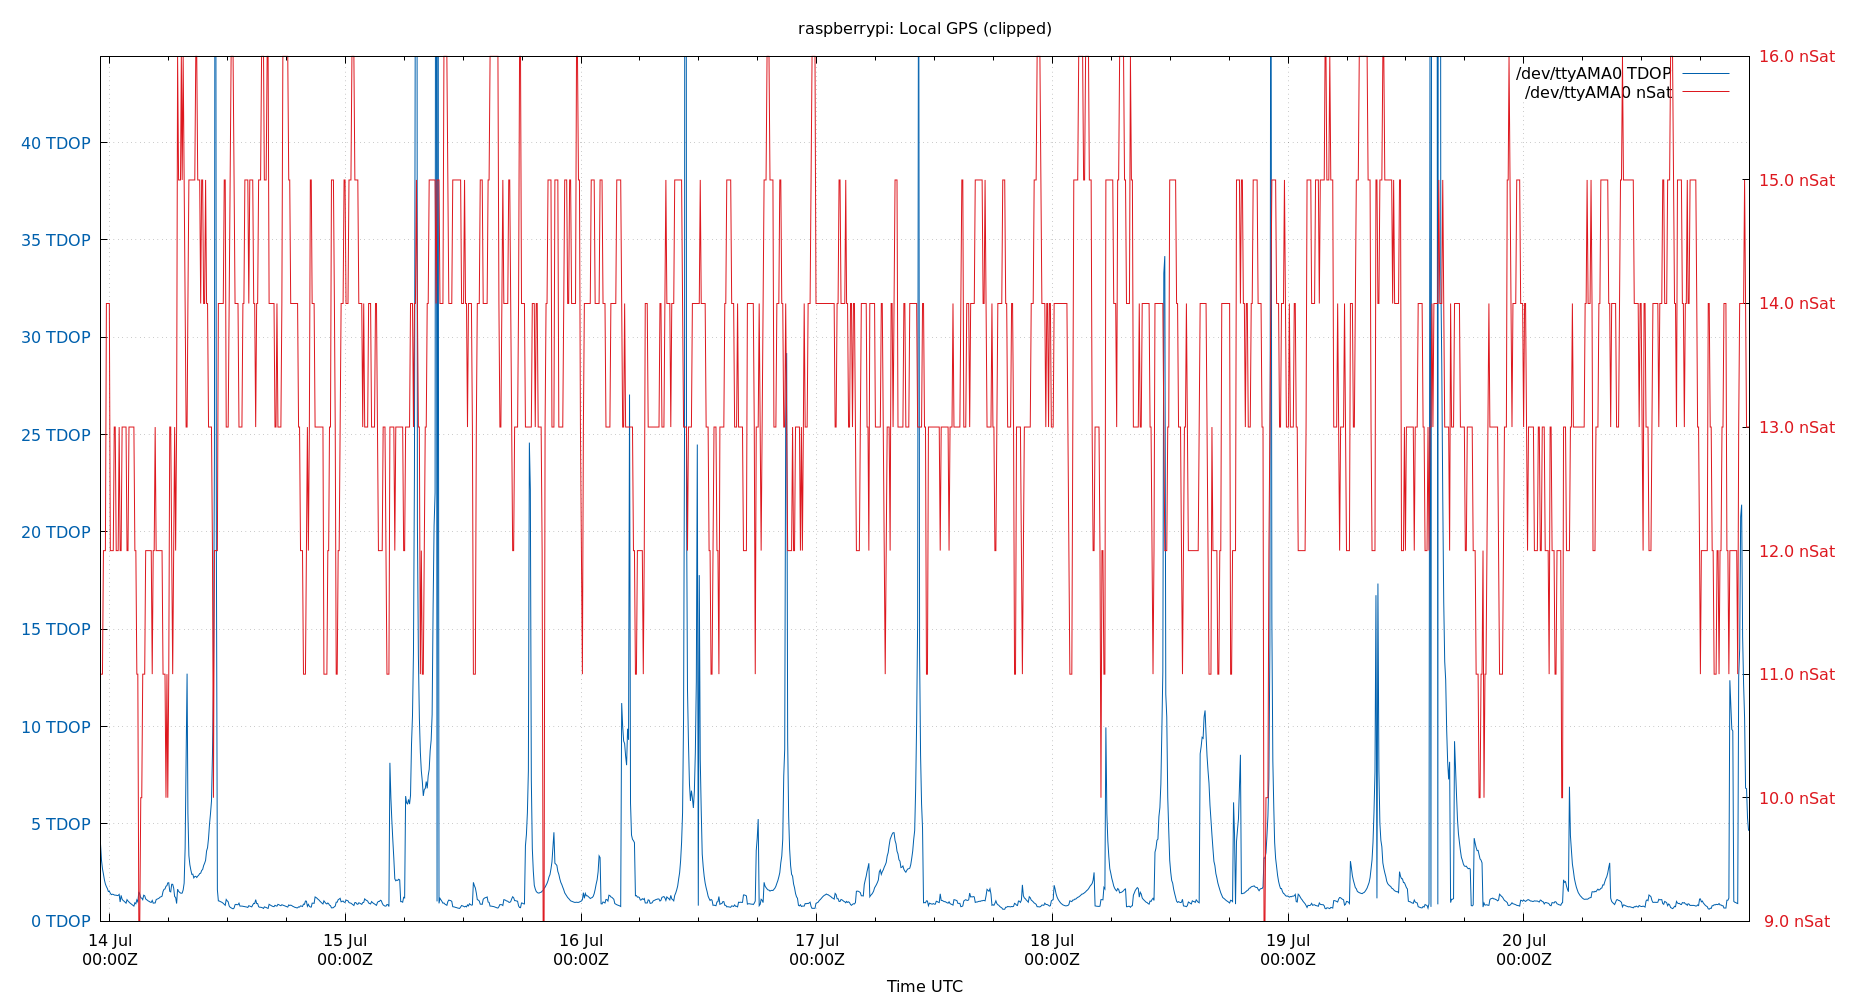 raspberrypi: Local GPS (clipped)
/dev/ttyAMA0 TDOP
/dev/ttyAMA0 nSat
40 TDOP
35 TDOP
30 TDOP
25 TDOP
20 TDOP
15 TDOP
10 TDOP
5 TDOP
0 TDOP
16.0 nSat
15.0 nSat
14.0 nSat
13.0 nSat
12.0 nSat
11.0 nSat
10.0 nSat
9.0 nSat
14 Jul
00:00Z
15 Jul
00:00Z
16 Jul
00:00Z
17 Jul
00:00Z
18 Jul
00:00Z
19 Jul
00:00Z
20 Jul
00:00Z
Time UTC